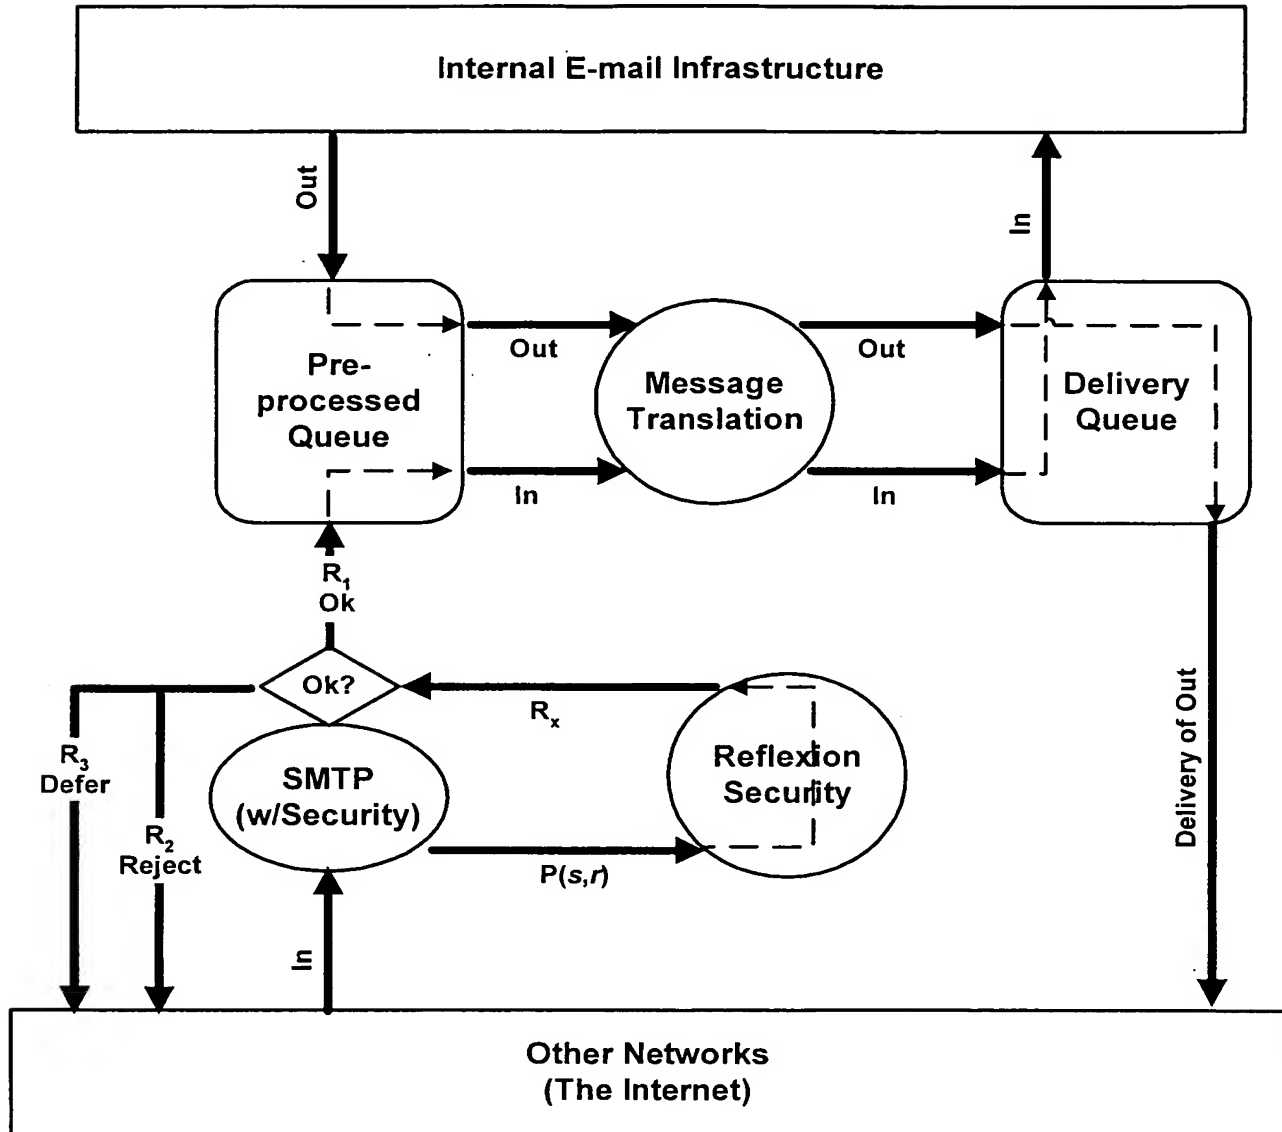 Internal E-mail Infrastructure
Out
In
Out
Out
Pre-
processed
Queue
Message
Translation
Delivery
Queue
In
In
R₁
Ok
Ok?
Rₓ
R₃
Defer
SMTP
(w/Security)
Reflexion
Security
R₂
Reject
P(s,r)
Delivery of Out
In
Other Networks
(The Internet)